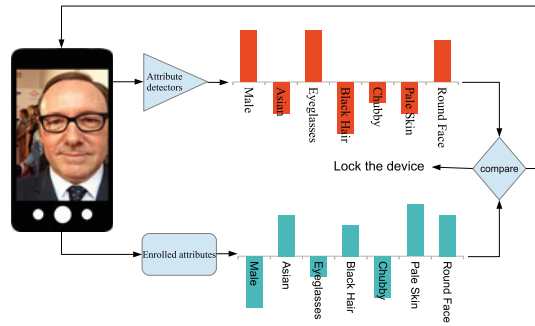 Attribute
detectors
Male
Asian
Eyeglasses
Black Hair
Chubby
Pale Skin
Round Face
Lock the device
compare
Enrolled attributes
Male
Asian
Eyeglasses
Black Hair
Chubby
Pale Skin
Round Face